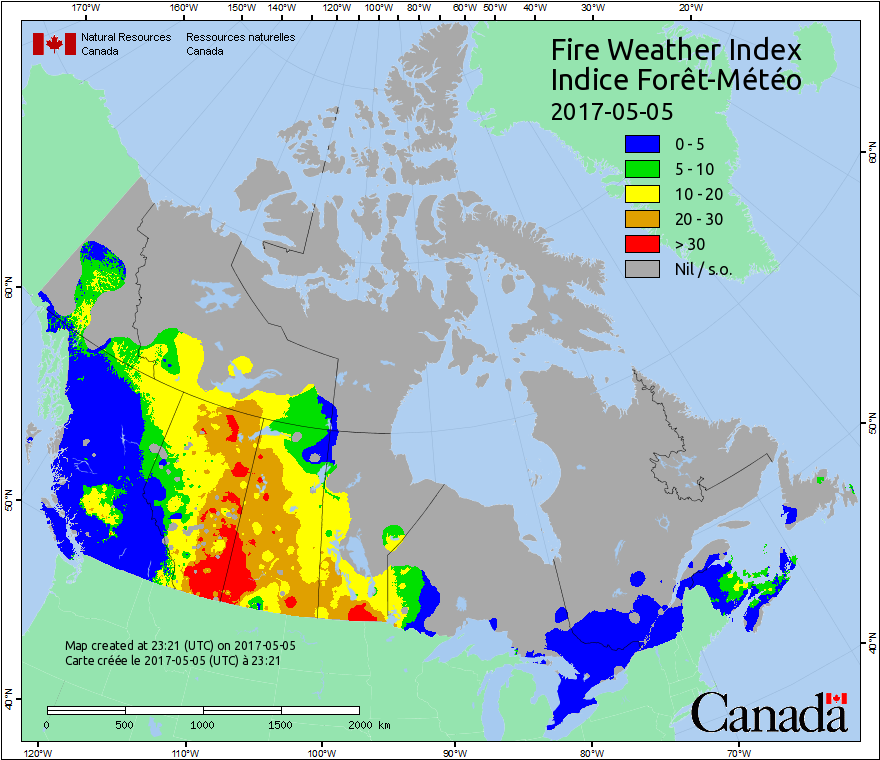 170°W 160°W 150°W 140°W 130°W 120°W 110°W 100°W 90°W 80°W 60°W 50°W 40°W 30°W 20°W
Natural Resources Canada
Ressources naturelles Canada
Fire Weather Index
Indice Forêt-Météo
2017-05-05
0 - 5
5 - 10
10 - 20
20 - 30
> 30
Nil / s.o.
60°N
50°N
40°N
60°N
50°N
40°N
Map created at 23:21 (UTC) on 2017-05-05
Carte créée le 2017-05-05 (UTC) à 23:21
0 500 1000 1500 2000 km
Canada
120°W 110°W 100°W 90°W 80°W 70°W